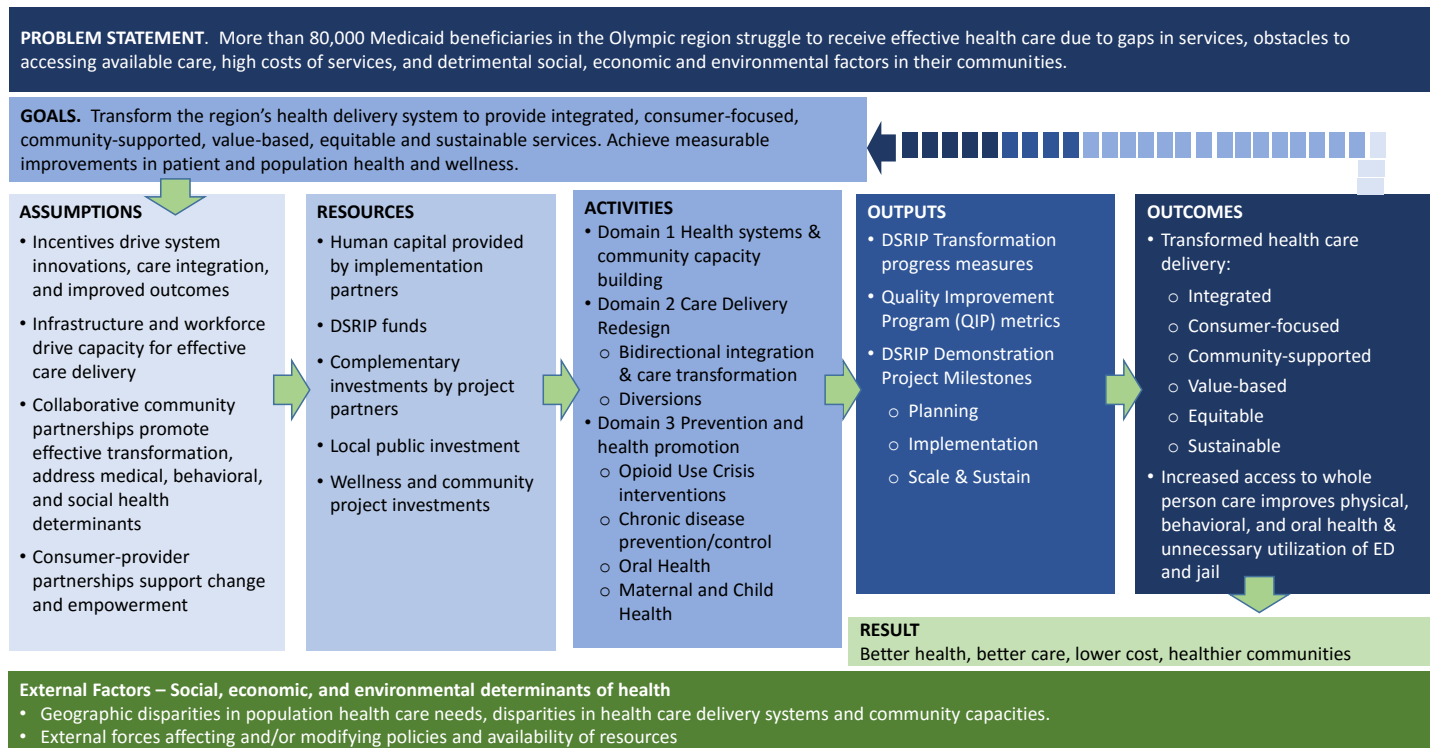 PROBLEM STATEMENT. More than 80,000 Medicaid beneficiaries in the Olympic region struggle to receive effective health care due to gaps in services, obstacles to
accessing available care, high costs of services, and detrimental social, economic and environmental factors in their communities.
GOALS. Transform the region's health delivery system to provide integrated, consumer-focused,
community-supported, value-based, equitable and sustainable services. Achieve measurable
improvements in patient and population health and wellness.
ASSUMPTIONS
• Incentives drive system
innovations, care integration,
and improved outcomes
• Infrastructure and workforce
drive capacity for effective
care delivery
• Collaborative community
partnerships promote
effective transformation,
address medical, behavioral,
and social health
determinants
• Consumer-provider
partnerships support change
and empowerment
RESOURCES
• Human capital provided
by implementation
partners
• DSRIP funds
• Complementary
investments by project
partners
• Local public investment
• Wellness and community
project investments
ACTIVITIES
• Domain 1 Health systems &
community capacity
building
• Domain 2 Care Delivery
Redesign
o Bidirectional integration
& care transformation
o Diversions
• Domain 3 Prevention and
health promotion
o Opioid Use Crisis
interventions
o Chronic disease
prevention/control
o Oral Health
o Maternal and Child
Health
OUTPUTS
• DSRIP Transformation
progress measures
• Quality Improvement
Program (QIP) metrics
• DSRIP Demonstration
Project Milestones
o Planning
o Implementation
o Scale & Sustain
OUTCOMES
• Transformed health care
delivery:
o Integrated
o Consumer-focused
o Community-supported
o Value-based
o Equitable
o Sustainable
• Increased access to whole
person care improves physical,
behavioral, and oral health &
unnecessary utilization of ED
and jail
RESULT
Better health, better care, lower cost, healthier communities
External Factors – Social, economic, and environmental determinants of health
• Geographic disparities in population health care needs, disparities in health care delivery systems and community capacities.
• External forces affecting and/or modifying policies and availability of resources